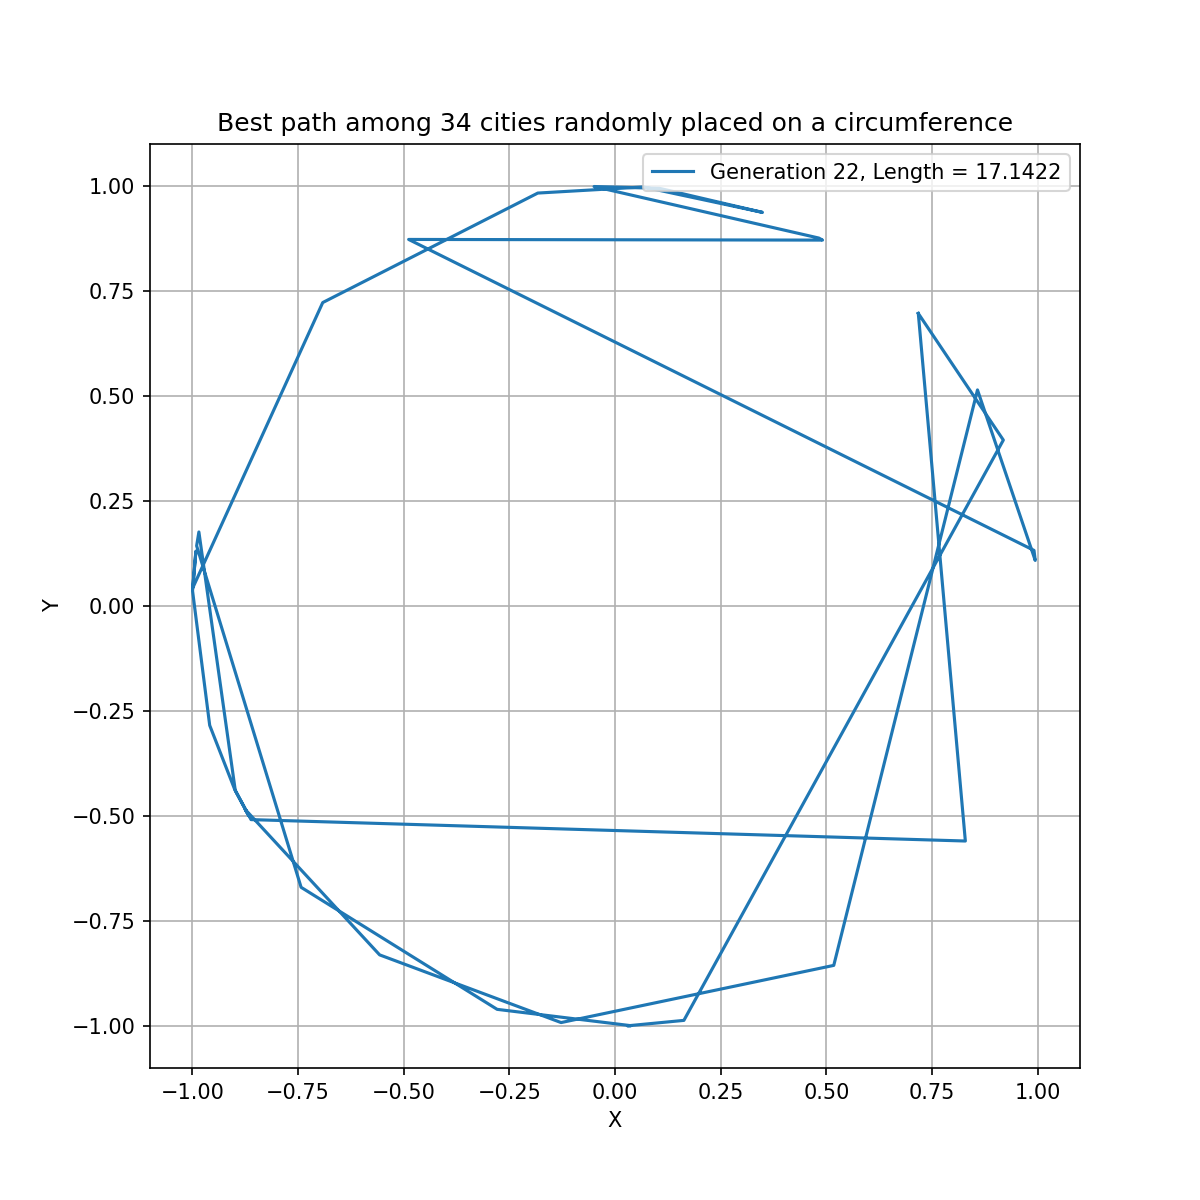 Best path among 34 cities randomly placed on a circumference
Generation 22, Length = 17.1422
1.00
0.75
0.50
0.25
0.00
−0.25
−0.50
−0.75
−1.00
Y
−1.00 −0.75 −0.50 −0.25 0.00 0.25 0.50 0.75 1.00
X